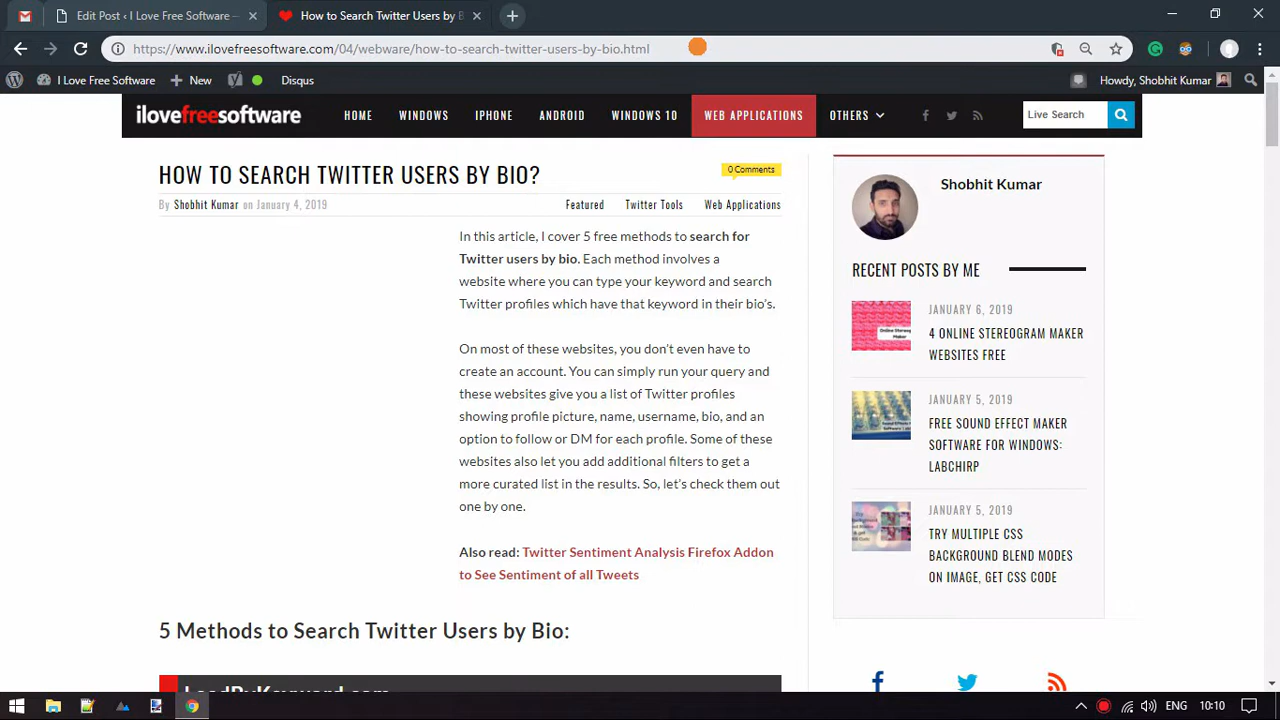 Edit Post ‹ I Love Free Software —
How to Search Twitter Users by B
https://www.ilovefreesoftware.com/04/webware/how-to-search-twitter-users-by-bio.html
I Love Free Software
New
Disqus
Howdy, Shobhit Kumar
ilovefreesoftware
HOME
WINDOWS
IPHONE
ANDROID
WINDOWS 10
WEB APPLICATIONS
OTHERS
Live Search
HOW TO SEARCH TWITTER USERS BY BIO?
0 Comments
By Shobhit Kumar on January 4, 2019
Featured
Twitter Tools
Web Applications
In this article, I cover 5 free methods to search for
Twitter users by bio. Each method involves a
website where you can type your keyword and search
Twitter profiles which have that keyword in their bio's.
On most of these websites, you don't even have to
create an account. You can simply run your query and
these websites give you a list of Twitter profiles
showing profile picture, name, username, bio, and an
option to follow or DM for each profile. Some of these
websites also let you add additional filters to get a
more curated list in the results. So, let's check them out
one by one.
Also read: Twitter Sentiment Analysis Firefox Addon
to See Sentiment of all Tweets
5 Methods to Search Twitter Users by Bio:
LeadByKeyword.com
Shobhit Kumar
RECENT POSTS BY ME
JANUARY 6, 2019
4 ONLINE STEREOGRAM MAKER
WEBSITES FREE
JANUARY 5, 2019
FREE SOUND EFFECT MAKER
SOFTWARE FOR WINDOWS:
LABCHIRP
JANUARY 5, 2019
TRY MULTIPLE CSS
BACKGROUND BLEND MODES
ON IMAGE, GET CSS CODE
ENG
10:10